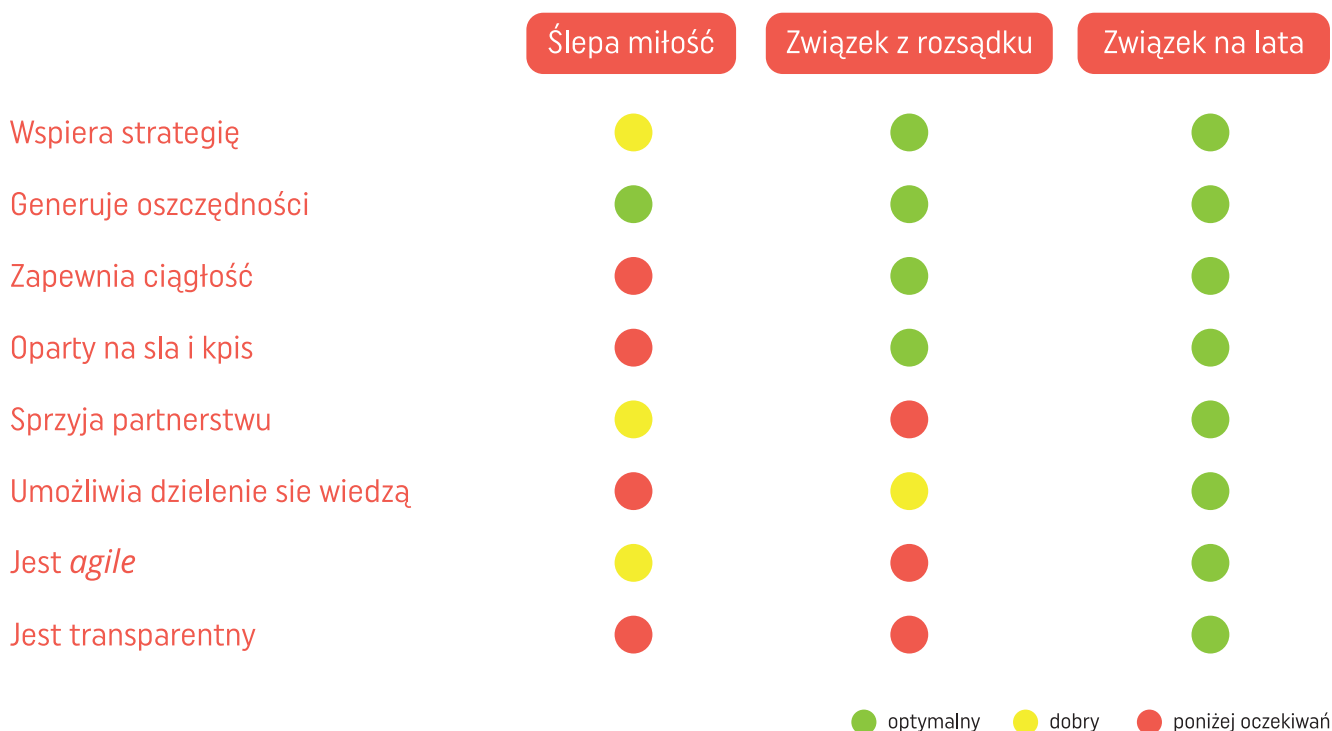 Ślepa miłość Związek z rozsądku Związek na lata
Wspiera strategię
Generuje oszczędności
Zapewnia ciągłość
Oparty na sla i kpis
Sprzyja partnerstwu
Umożliwia dzielenie sie wiedzą
Jest agile
Jest transparentny
optymalny dobry poniżej oczekiwań